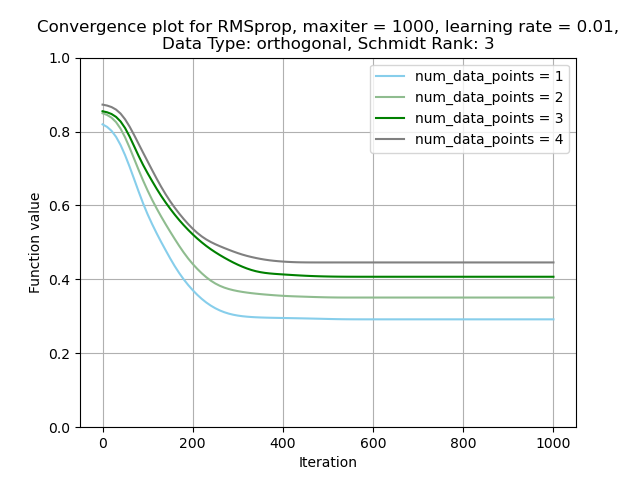 Convergence plot for RMSprop, maxiter = 1000, learning rate = 0.01,
Data Type: orthogonal, Schmidt Rank: 3
1.0
0.8
0.6
0.4
0.2
0.0
Function value
num_data_points = 1
num_data_points = 2
num_data_points = 3
num_data_points = 4
0 200 400 600 800 1000
Iteration